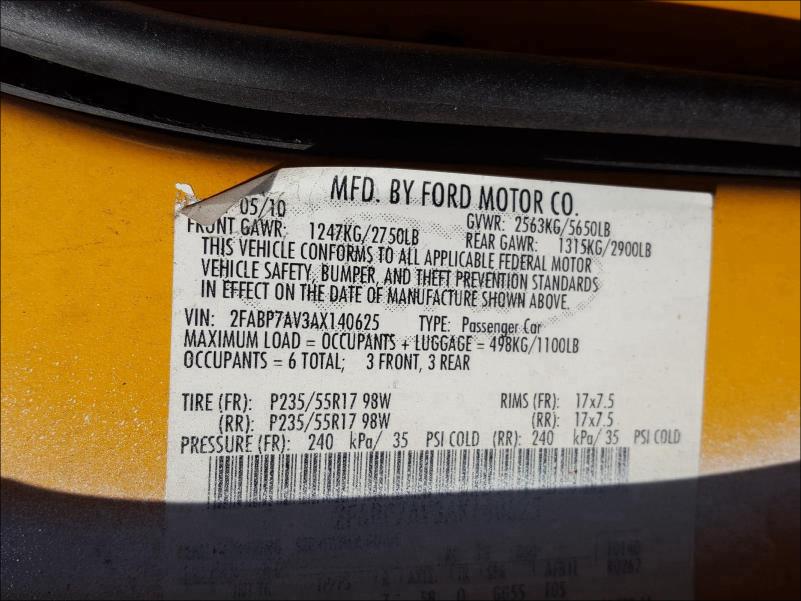 MFD. BY FORD MOTOR CO.
05/10 GVWR: 2563KG/5650LB
FRONT GAWR: 1247KG/2750LB REAR GAWR: 1315KG/2900LB
THIS VEHICLE CONFORMS TO ALL APPLICABLE FEDERAL MOTOR
VEHICLE SAFETY, BUMPER, AND THEFT PREVENTION STANDARDS
IN EFFECT ON THE DATE OF MANUFACTURE SHOWN ABOVE.
VIN: 2FABP7AV3AX140625 TYPE: Passenger Car
MAXIMUM LOAD = OCCUPANTS + LUGGAGE = 498KG/1100LB
OCCUPANTS = 6 TOTAL; 3 FRONT, 3 REAR
TIRE (FR): P235/55R17 98W RIMS (FR): 17x7.5
(RR): P235/55R17 98W (RR): 17x7.5
PRESSURE (FR): 240 kPa/ 35 PSI COLD (RR): 240 kPa/ 35 PSI COLD